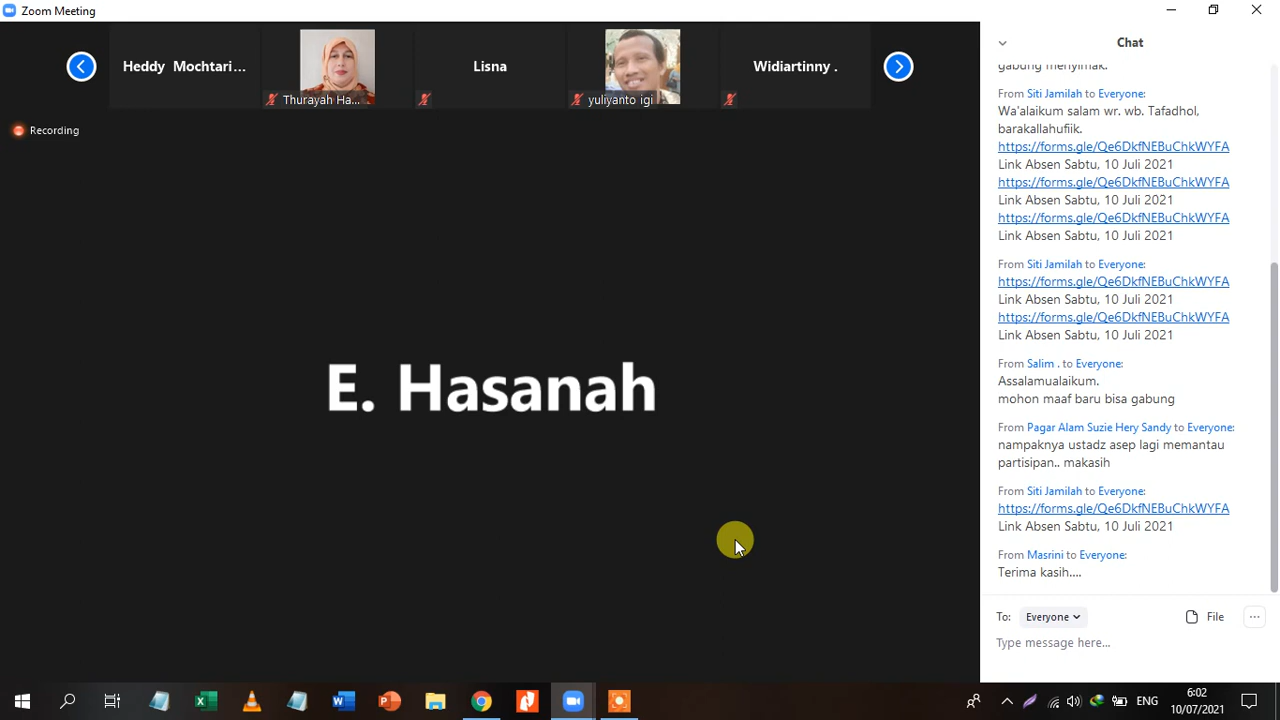 Zoom Meeting
Heddy Mochtari...
Thurayah Ha...
Lisna
yuliyanto igi
Widiartinny .
Recording
E. Hasanah
Chat
gabung menyimak.
From Siti Jamilah to Everyone:
Wa'alaikum salam wr. wb. Tafadhol,
barakallahufiik.
https://forms.gle/Qe6DkfNEBuChkWYFA
Link Absen Sabtu, 10 Juli 2021
https://forms.gle/Qe6DkfNEBuChkWYFA
Link Absen Sabtu, 10 Juli 2021
https://forms.gle/Qe6DkfNEBuChkWYFA
Link Absen Sabtu, 10 Juli 2021
From Siti Jamilah to Everyone:
https://forms.gle/Qe6DkfNEBuChkWYFA
Link Absen Sabtu, 10 Juli 2021
https://forms.gle/Qe6DkfNEBuChkWYFA
Link Absen Sabtu, 10 Juli 2021
From Salim . to Everyone:
Assalamualaikum.
mohon maaf baru bisa gabung
From Pagar Alam Suzie Hery Sandy to Everyone:
nampaknya ustadz asep lagi memantau
partisipan.. makasih
From Siti Jamilah to Everyone:
https://forms.gle/Qe6DkfNEBuChkWYFA
Link Absen Sabtu, 10 Juli 2021
From Masrini to Everyone:
Terima kasih....
To: Everyone File
Type message here...
ENG
6:02
10/07/2021